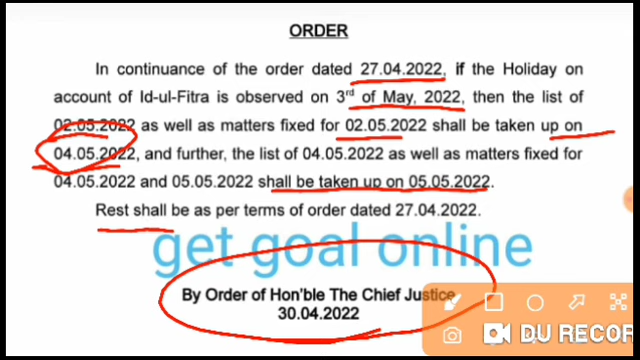 ORDER
In continuance of the order dated 27.04.2022, if the Holiday on
account of Id-ul-Fitra is observed on 3rd of May, 2022, then the list of
02.05.2022 as well as matters fixed for 02.05.2022 shall be taken up on
04.05.2022, and further, the list of 04.05.2022 as well as matters fixed for
04.05.2022 and 05.05.2022 shall be taken up on 05.05.2022.
Rest shall be as per terms of order dated 27.04.2022.
get goal online
By Order of Hon'ble The Chief Justice
30.04.2022
DU RECOR